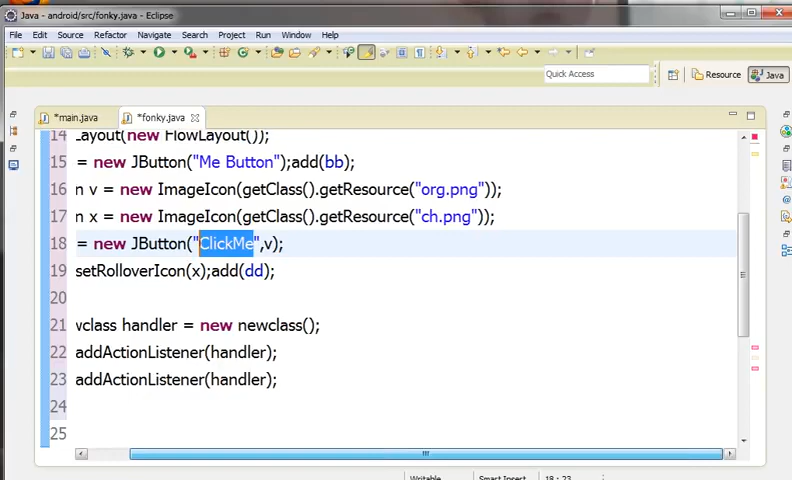 Java - android/src/fonky.java - Eclipse
File Edit Source Refactor Navigate Search Project Run Window Help
Quick Access
Resource
Java
*main.java
*fonky.java
14 .ayout(new FlowLayout());
15 = new JButton("Me Button");add(bb);
16 n v = new ImageIcon(getClass().getResource("org.png"));
17 n x = new ImageIcon(getClass().getResource("ch.png"));
18 = new JButton("ClickMe",v);
19 setRolloverIcon(x);add(dd);
20
21 wclass handler = new newclass();
22 addActionListener(handler);
23 addActionListener(handler);
24
25
Writable Smart Insert 18 : 23